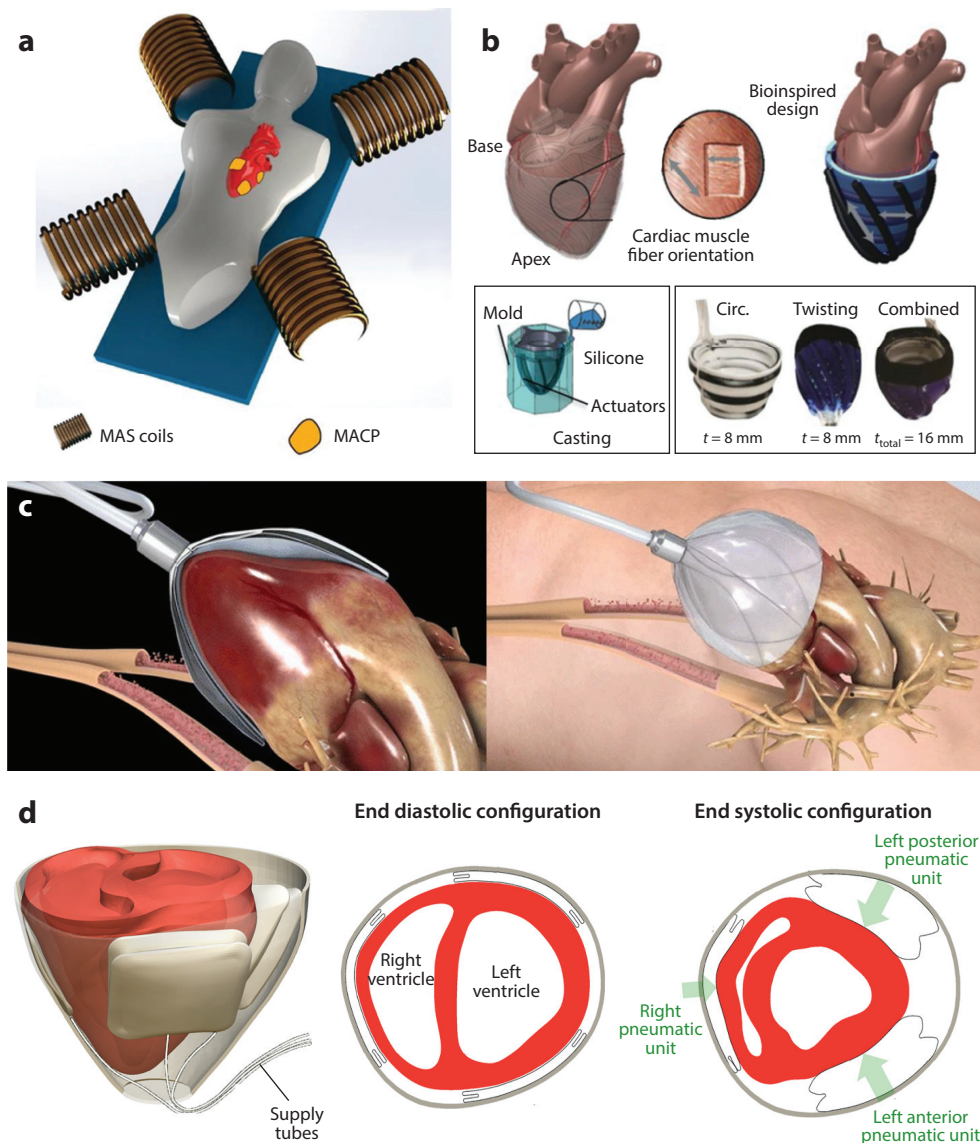 a
MAS coils
MACP
b
Base
Apex
Cardiac muscle
fiber orientation
Bioinspired
design
Mold
Silicone
Actuators
Casting
Circ.
Twisting
Combined
t = 8 mm
t = 8 mm
t_total = 16 mm
c
d
Supply
tubes
End diastolic configuration
Right
ventricle
Left
ventricle
End systolic configuration
Left posterior
pneumatic
unit
Right
pneumatic
unit
Left anterior
pneumatic unit